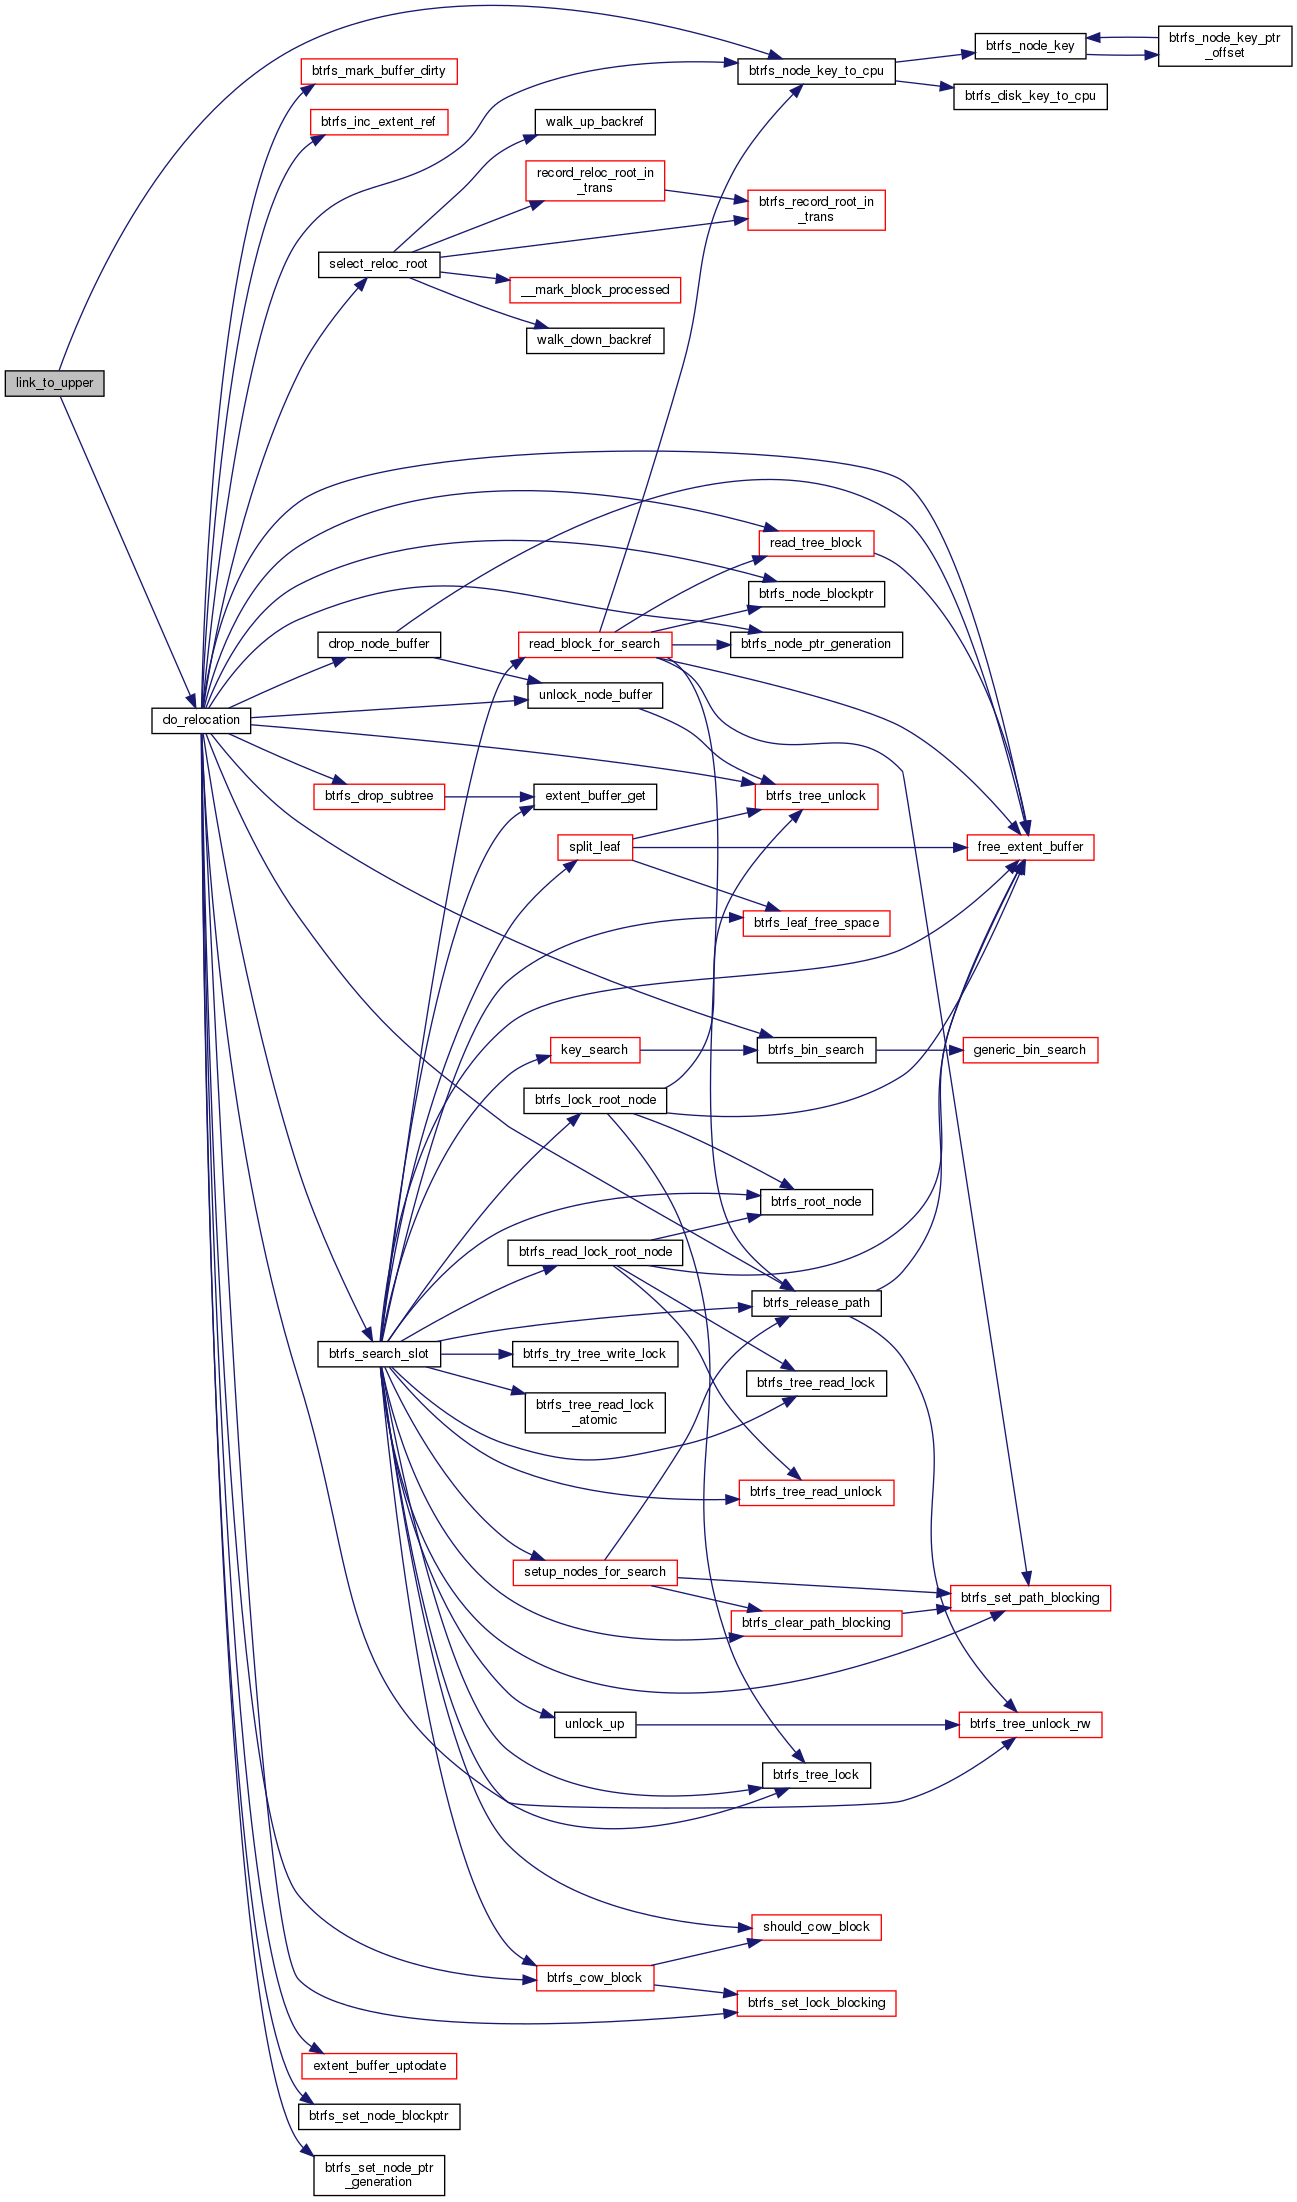 link_to_upper
do_relocation
btrfs_mark_buffer_dirty
btrfs_inc_extent_ref
select_reloc_root
drop_node_buffer
btrfs_drop_subtree
btrfs_search_slot
extent_buffer_uptodate
btrfs_set_node_blockptr
btrfs_set_node_ptr
_generation
walk_up_backref
record_reloc_root_in
_trans
__mark_block_processed
walk_down_backref
read_block_for_search
unlock_node_buffer
extent_buffer_get
split_leaf
key_search
btrfs_lock_root_node
btrfs_read_lock_root_node
btrfs_try_tree_write_lock
btrfs_tree_read_lock
_atomic
setup_nodes_for_search
unlock_up
btrfs_cow_block
btrfs_node_key_to_cpu
btrfs_record_root_in
_trans
read_tree_block
btrfs_node_blockptr
btrfs_node_ptr_generation
btrfs_tree_unlock
btrfs_leaf_free_space
btrfs_bin_search
btrfs_root_node
btrfs_release_path
btrfs_tree_read_lock
btrfs_tree_read_unlock
btrfs_clear_path_blocking
btrfs_tree_lock
should_cow_block
btrfs_set_lock_blocking
btrfs_node_key
btrfs_disk_key_to_cpu
free_extent_buffer
generic_bin_search
btrfs_set_path_blocking
btrfs_tree_unlock_rw
btrfs_node_key_ptr
_offset